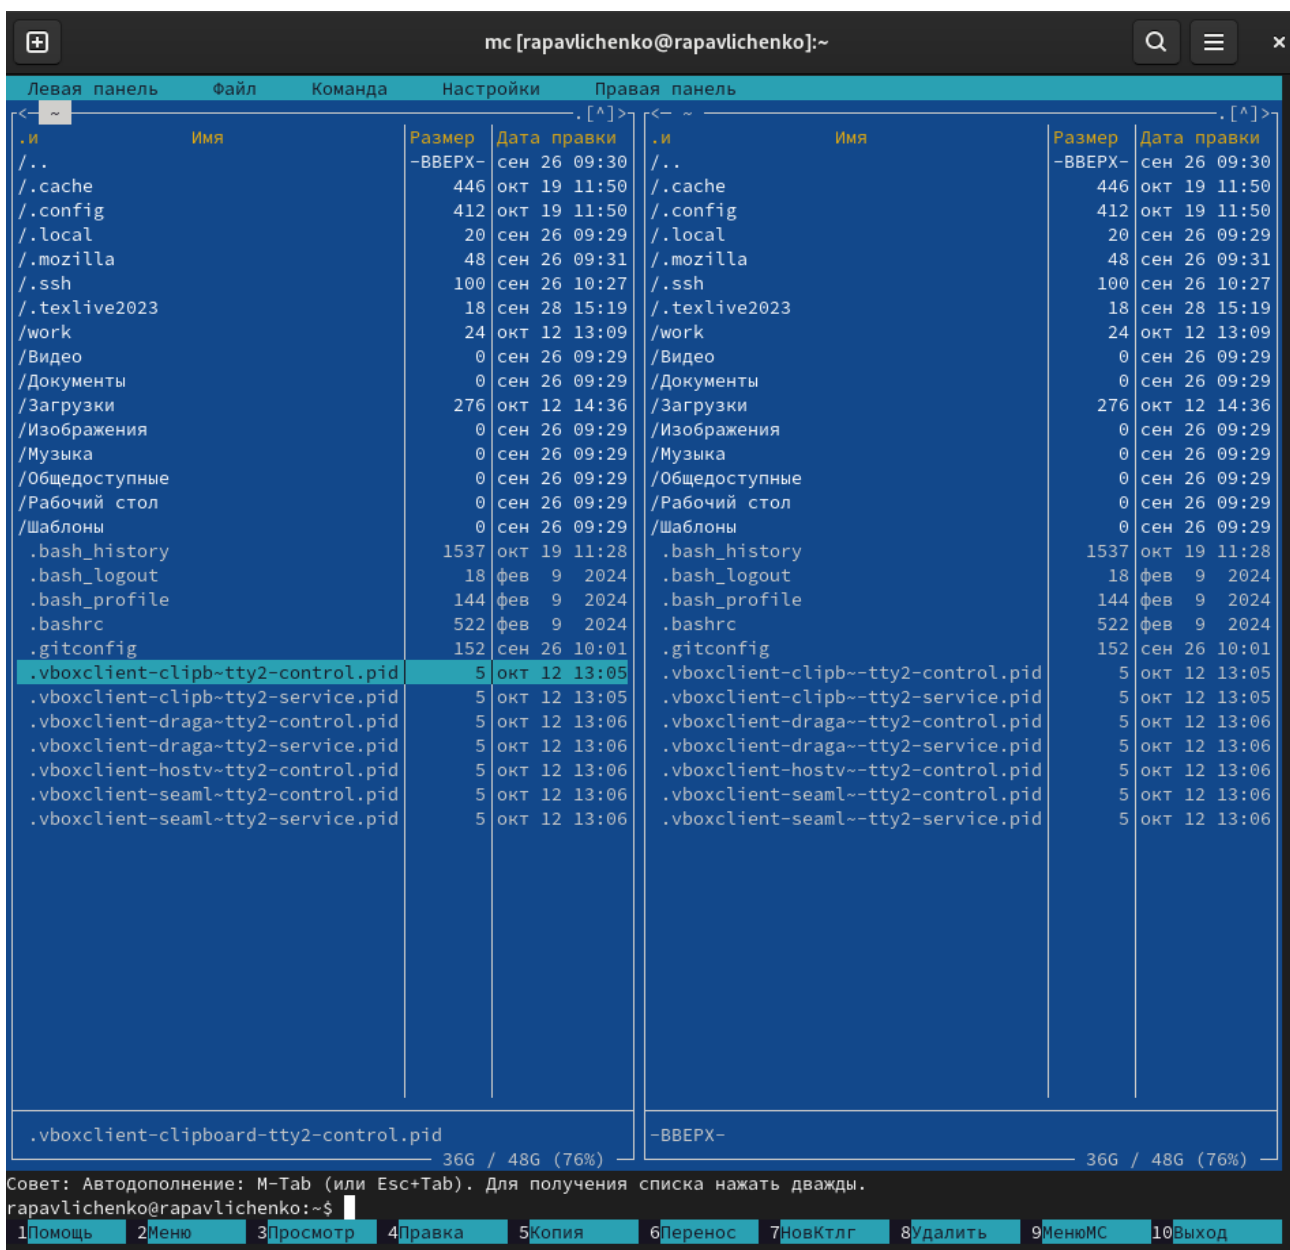 mc [rapavlichenko@rapavlichenko]:~
Левая панель Файл Команда Настройки Правая панель
<— ~ .[^]> <— ~ .[^]>
.и Имя Размер Дата правки .и Имя Размер Дата правки
/.. -ВВЕРХ- сен 26 09:30 /.. -ВВЕРХ- сен 26 09:30
/.cache 446 окт 19 11:50 /.cache 446 окт 19 11:50
/.config 412 окт 19 11:50 /.config 412 окт 19 11:50
/.local 20 сен 26 09:29 /.local 20 сен 26 09:29
/.mozilla 48 сен 26 09:31 /.mozilla 48 сен 26 09:31
/.ssh 100 сен 26 10:27 /.ssh 100 сен 26 10:27
/.texlive2023 18 сен 28 15:19 /.texlive2023 18 сен 28 15:19
/work 24 окт 12 13:09 /work 24 окт 12 13:09
/Видео 0 сен 26 09:29 /Видео 0 сен 26 09:29
/Документы 0 сен 26 09:29 /Документы 0 сен 26 09:29
/Загрузки 276 окт 12 14:36 /Загрузки 276 окт 12 14:36
/Изображения 0 сен 26 09:29 /Изображения 0 сен 26 09:29
/Музыка 0 сен 26 09:29 /Музыка 0 сен 26 09:29
/Общедоступные 0 сен 26 09:29 /Общедоступные 0 сен 26 09:29
/Рабочий стол 0 сен 26 09:29 /Рабочий стол 0 сен 26 09:29
/Шаблоны 0 сен 26 09:29 /Шаблоны 0 сен 26 09:29
.bash_history 1537 окт 19 11:28 .bash_history 1537 окт 19 11:28
.bash_logout 18 фев 9 2024 .bash_logout 18 фев 9 2024
.bash_profile 144 фев 9 2024 .bash_profile 144 фев 9 2024
.bashrc 522 фев 9 2024 .bashrc 522 фев 9 2024
.gitconfig 152 сен 26 10:01 .gitconfig 152 сен 26 10:01
.vboxclient-clipb~tty2-control.pid 5 окт 12 13:05 .vboxclient-clipb~-tty2-control.pid 5 окт 12 13:05
.vboxclient-clipb~tty2-service.pid 5 окт 12 13:05 .vboxclient-clipb~-tty2-service.pid 5 окт 12 13:05
.vboxclient-draga~tty2-control.pid 5 окт 12 13:06 .vboxclient-draga~-tty2-control.pid 5 окт 12 13:06
.vboxclient-draga~tty2-service.pid 5 окт 12 13:06 .vboxclient-draga~-tty2-service.pid 5 окт 12 13:06
.vboxclient-hostv~tty2-control.pid 5 окт 12 13:06 .vboxclient-hostv~-tty2-control.pid 5 окт 12 13:06
.vboxclient-seaml~tty2-control.pid 5 окт 12 13:06 .vboxclient-seaml~-tty2-control.pid 5 окт 12 13:06
.vboxclient-seaml~tty2-service.pid 5 окт 12 13:06 .vboxclient-seaml~-tty2-service.pid 5 окт 12 13:06
.vboxclient-clipboard-tty2-control.pid -ВВЕРХ-
36G / 48G (76%) 36G / 48G (76%)
Совет: Автодополнение: M-Tab (или Esc+Tab). Для получения списка нажать дважды.
rapavlichenko@rapavlichenko:~$
1Помощь 2Меню 3Просмотр 4Правка 5Копия 6Перенос 7НовКтлг 8Удалить 9МенюМС 10Выход